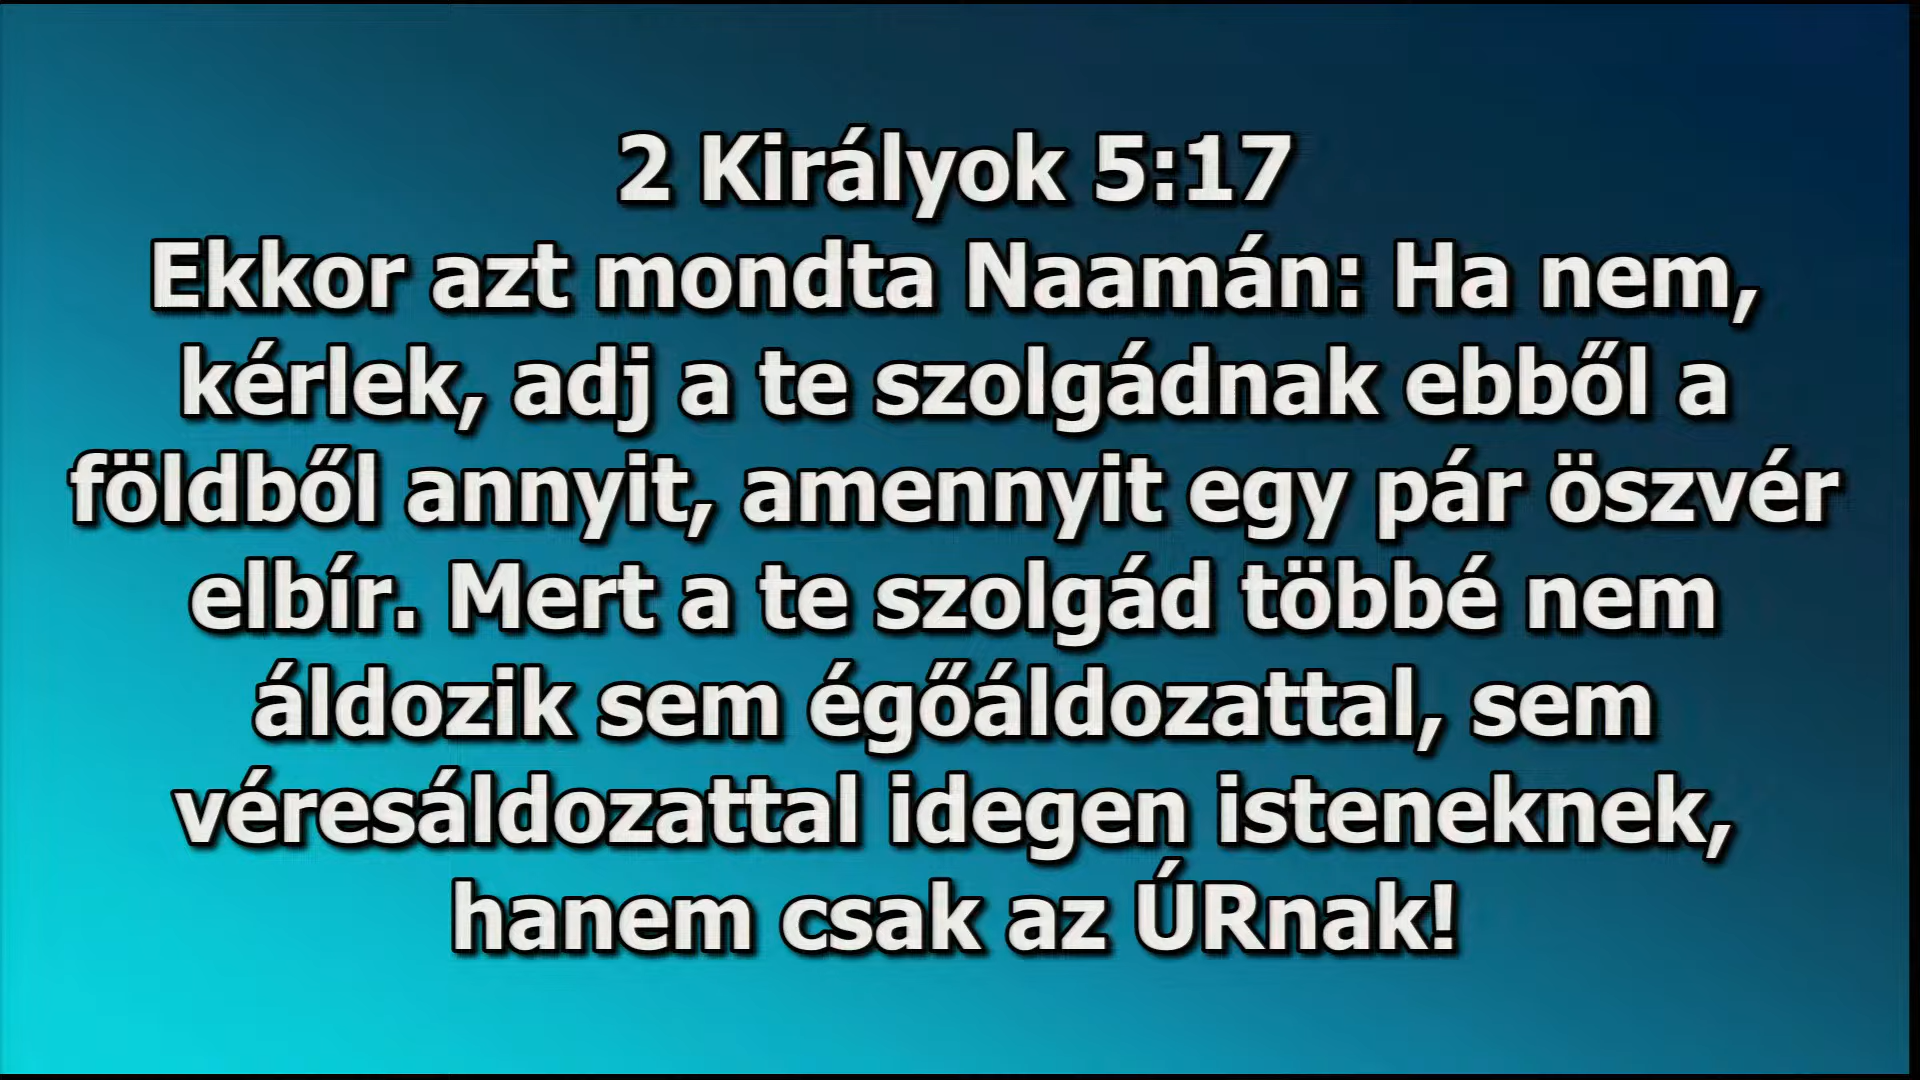 2 Királyok 5:17
Ekkor azt mondta Naamán: Ha nem,
kérlek, adj a te szolgádnak ebből a
földből annyit, amennyit egy pár öszvér
elbír. Mert a te szolgád többé nem
áldozik sem égőáldozattal, sem
véresáldozattal idegen isteneknek,
hanem csak az ÚRnak!